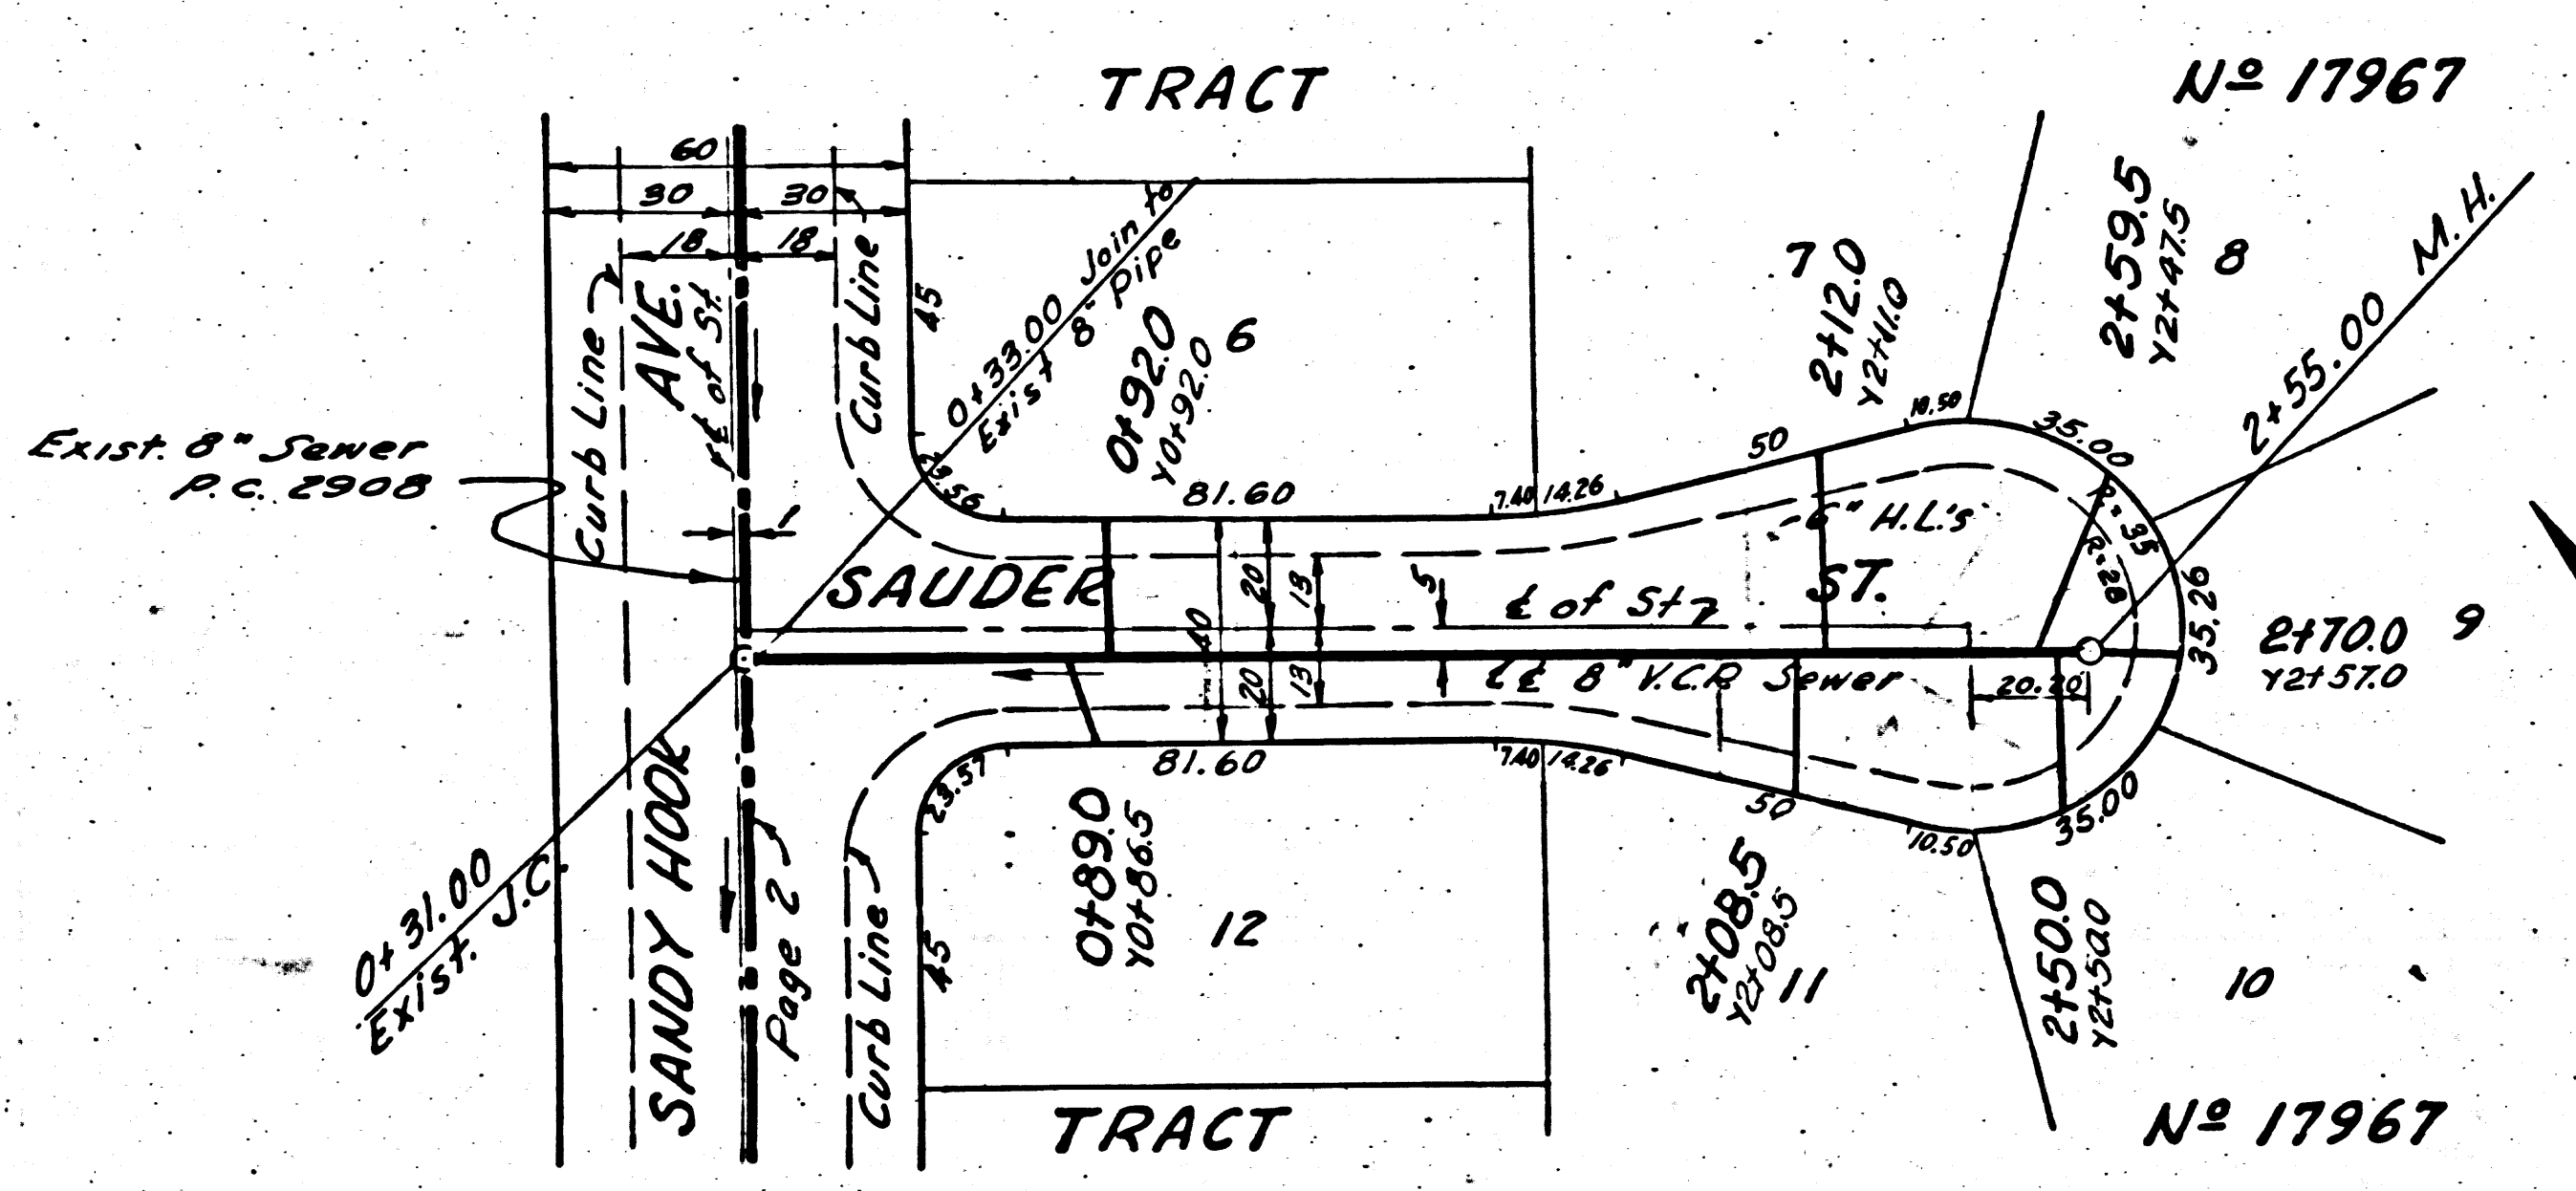 TRACT
Nº 17967
60
30
30
18
18
Curb Line
AVE.
℄ of St.
Curb Line
45
0+33.00 Join to
Exist 8" Pipe
0+92.0
Y0+92.0
6
7
2+12.0
Y2+11.0
2+59.5
Y2+47.5
8
M.H.
2+55.00
Exist. 8" Sewer
P.C. 2908
1
23.56
81.60
7.40
14.26
50
10.50
35.00
R=35
R=28
6" H.L.'s
SAUDER
ST.
40
20
13
5
℄ of St
20
13
℄ 8" V.C.P. Sewer
20.20
35.26
2+70.0
Y2+57.0
9
SANDY HOOK
Page 2
Curb Line
23.57
81.60
7.40
14.26
50
10.50
35.00
0+31.00
Exist. J.C.
45
0+89.0
Y0+86.5
12
2+08.5
Y2+08.5
11
2+50.0
Y2+50.0
10
TRACT
Nº 17967